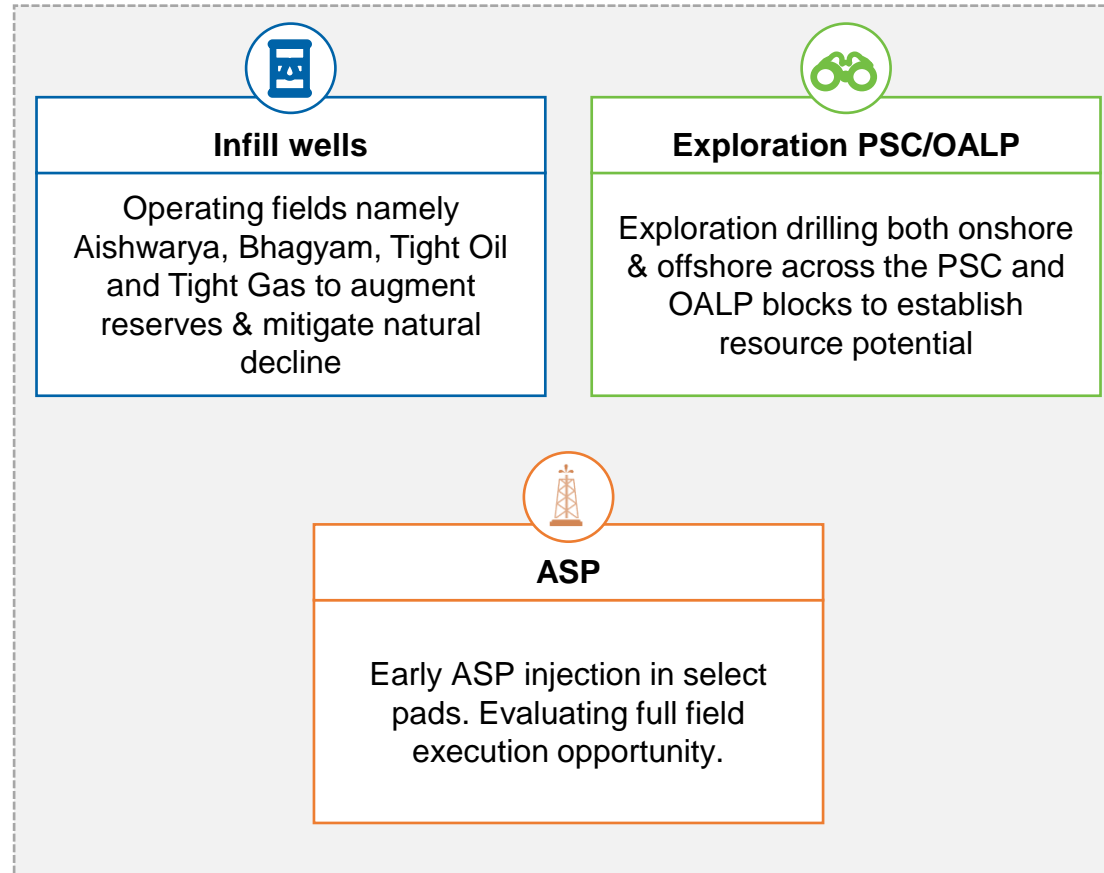 Infill wells
Operating fields namely
Aishwarya, Bhagyam, Tight Oil
and Tight Gas to augment
reserves & mitigate natural
decline
Exploration PSC/OALP
Exploration drilling both onshore
& offshore across the PSC and
OALP blocks to establish
resource potential
ASP
Early ASP injection in select
pads. Evaluating full field
execution opportunity.